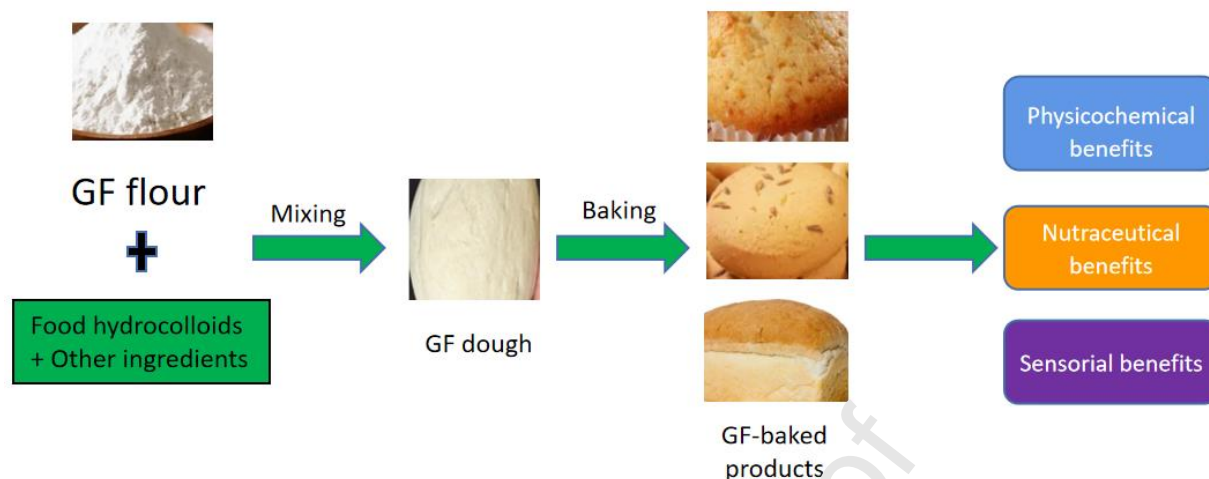 GF flour
Food hydrocolloids
+ Other ingredients
Mixing
GF dough
Baking
GF-baked
products
Physicochemical
benefits
Nutraceutical
benefits
Sensorial benefits